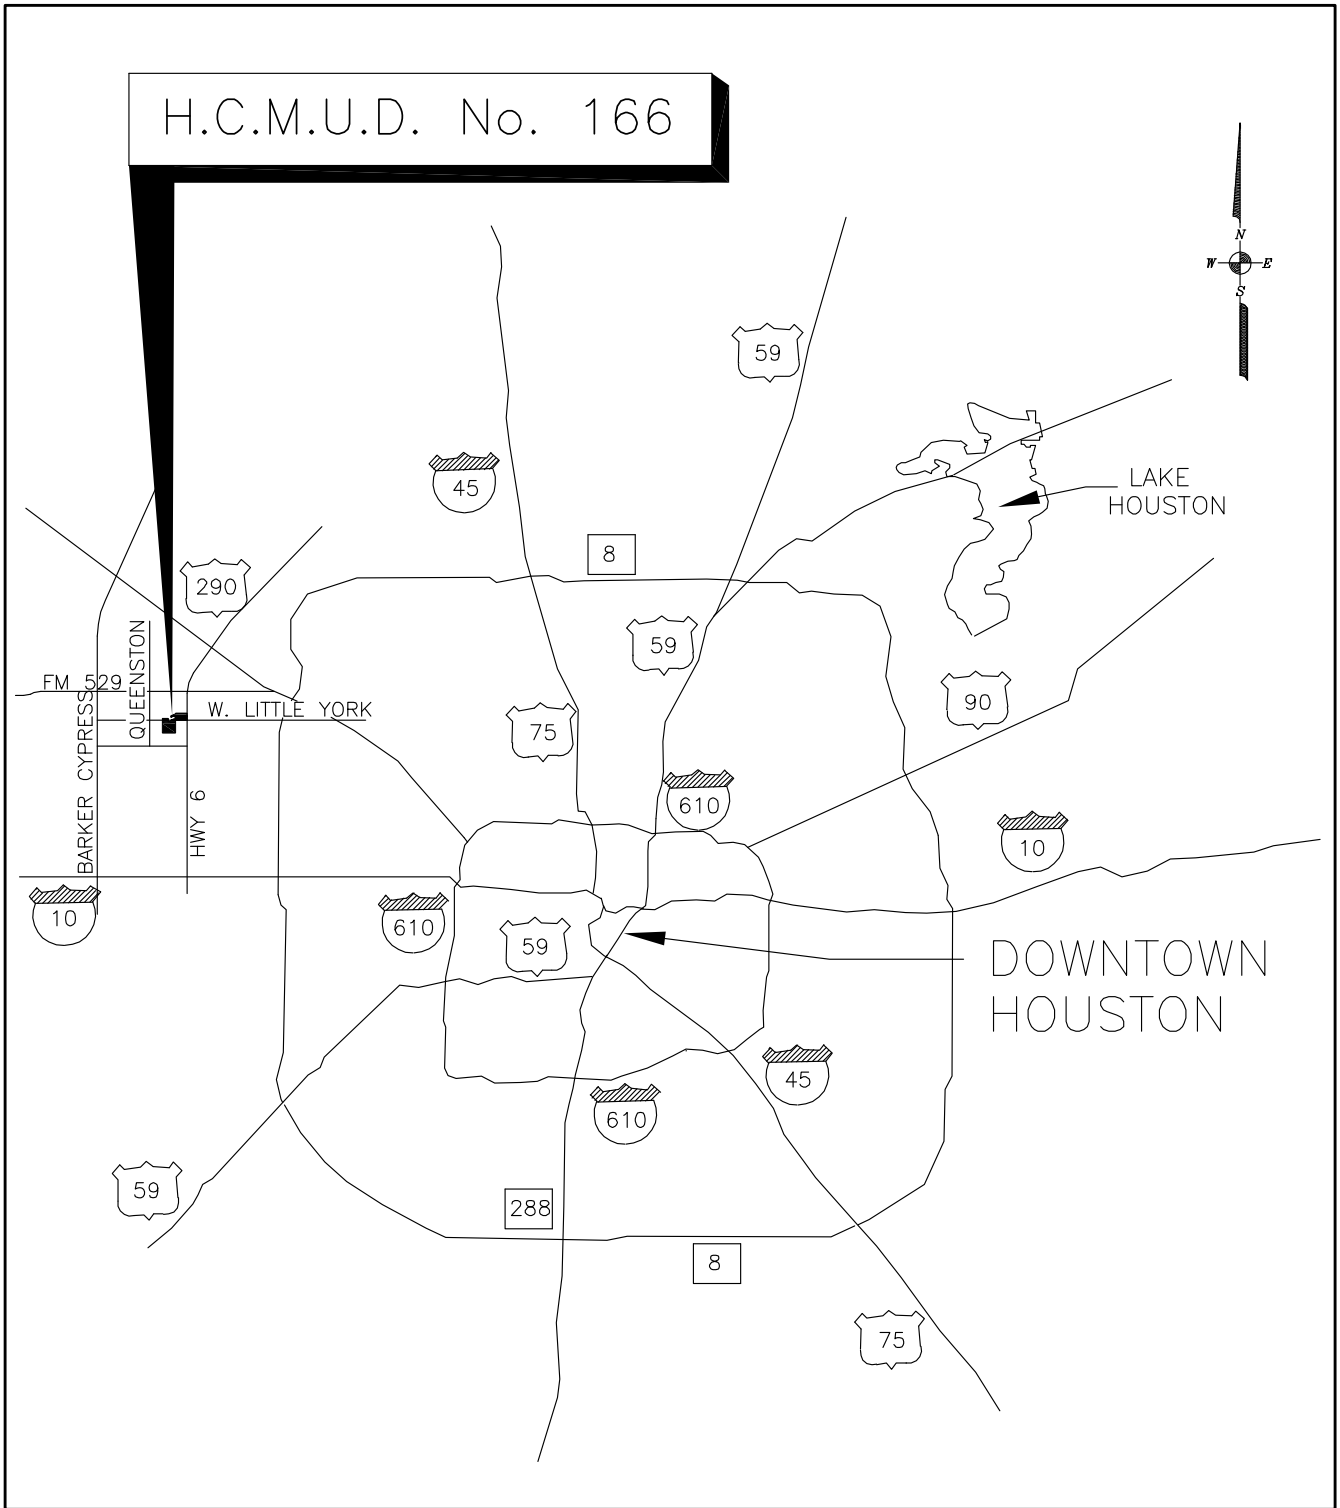 H.C.M.U.D. No. 166
N
W E
S
59
45
LAKE
HOUSTON
8
290
59
QUEENSTON
FM 529
90
W. LITTLE YORK
75
BARKER CYPRESS
HWY 6
610
10
10
610
59
DOWNTOWN
HOUSTON
45
610
59
288
8
75